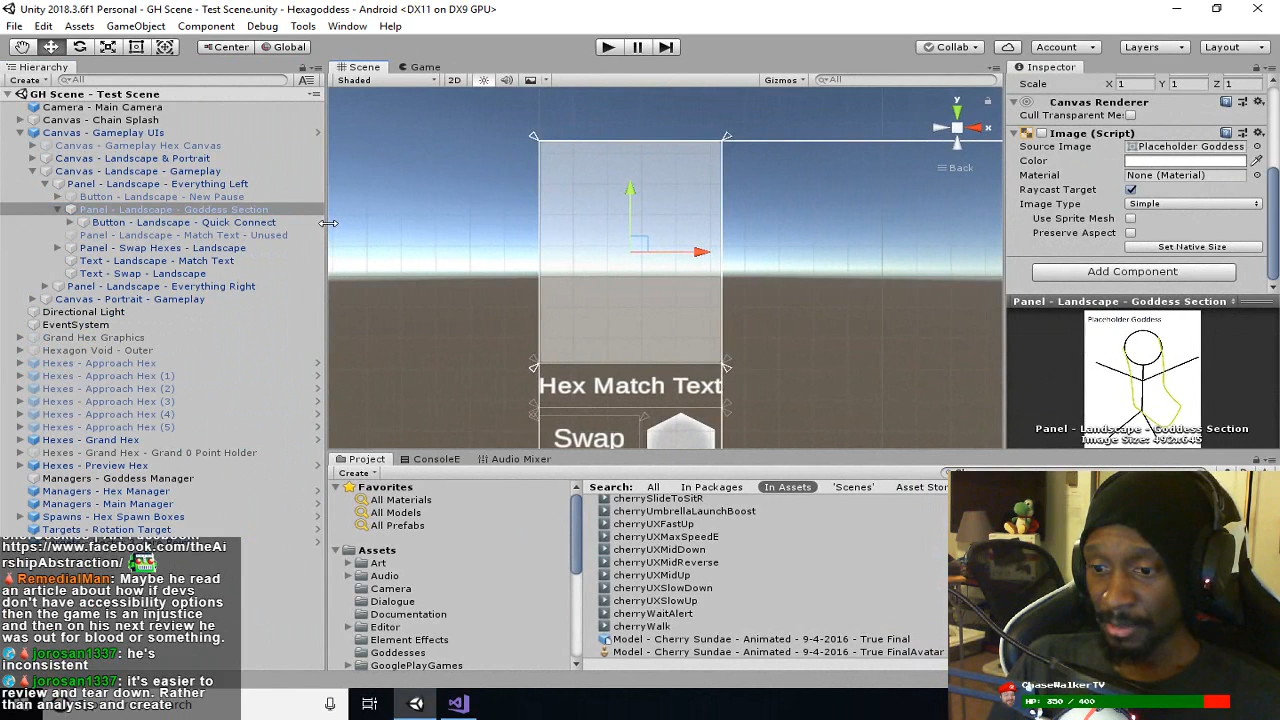 Unity 2018.3.6f1 Personal - GH Scene - Test Scene.unity - Hexagoddess - Android <DX11 on DX9 GPU>
File Edit Assets GameObject Component Debug Tools Window Help
Center Global Collab Account Layers Layout
Hierarchy
Create All
GH Scene - Test Scene
Camera - Main Camera
Canvas - Chain Splash
Canvas - Gameplay UIs
Canvas - Gameplay Hex Canvas
Canvas - Landscape & Portrait
Canvas - Landscape - Gameplay
Panel - Landscape - Everything Left
Button - Landscape - New Pause
Panel - Landscape - Goddess Section
Button - Landscape - Quick Connect
Panel - Landscape - Match Text - Unused
Panel - Swap Hexes - Landscape
Text - Landscape - Match Text
Text - Swap - Landscape
Panel - Landscape - Everything Right
Canvas - Portrait - Gameplay
Directional Light
EventSystem
Grand Hex Graphics
Hexagon Void - Outer
Hexes - Approach Hex
Hexes - Approach Hex (1)
Hexes - Approach Hex (2)
Hexes - Approach Hex (3)
Hexes - Approach Hex (4)
Hexes - Approach Hex (5)
Hexes - Grand Hex
Hexes - Grand Hex - Grand 0 Point Holder
Hexes - Preview Hex
Managers - Goddess Manager
Managers - Hex Manager
Managers - Main Manager
Spawns - Hex Spawn Boxes
Targets - Rotation Target
https://www.facebook.com/theAi
rshipAbstraction/
RemedialMan: Maybe he read
an article about how if devs
don't have accessibility options
then the game is an injustice
and then on his next review he
was out for blood or something.
jorosan1337: he's
inconsistent
jorosan1337: it's easier to
review and tear down. Rather
than analysis and create
Scene Game
Shaded 2D Gizmos All
y
x
Back
Hex Match Text
Swap
Project ConsoleE Audio Mixer
Create
Favorites
All Materials
All Models
All Prefabs
Assets
Art
Audio
Camera
Dialogue
Documentation
Editor
Element Effects
Goddesses
GooglePlayGames
Search: All In Packages In Assets 'Scenes' Asset Stor
cherrySlideToSitR
cherryUmbrellaLaunchBoost
cherryUXFastUp
cherryUXMaxSpeedE
cherryUXMidDown
cherryUXMidReverse
cherryUXMidUp
cherryUXSlowDown
cherryUXSlowUp
cherryWaitAlert
cherryWalk
Model - Cherry Sundae - Animated - 9-4-2016 - True Final
Model - Cherry Sundae - Animated - 9-4-2016 - True FinalAvatar
Inspector
Scale X 1 Y 1 Z 1
Canvas Renderer
Cull Transparent Me
Image (Script)
Source Image Placeholder Goddess
Color
Material None (Material)
Raycast Target
Image Type Simple
Use Sprite Mesh
Preserve Aspect
Set Native Size
Add Component
Panel - Landscape - Goddess Section
Placeholder Goddess
Panel - Landscape - Goddess Section
Image Size: 492x645
ChaseWalkerTV
HP: 350 / 400